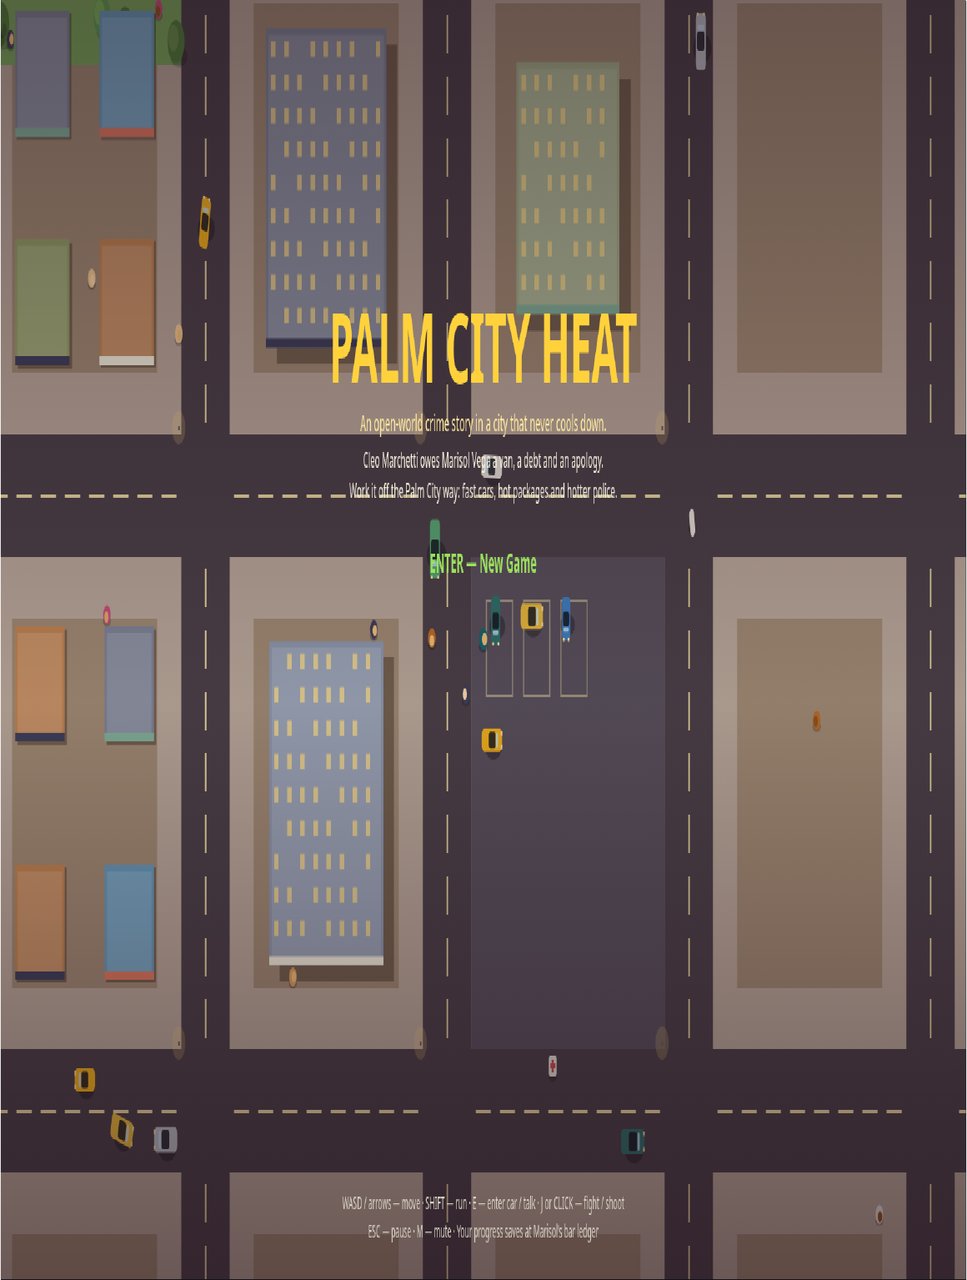 PALM CITY HEAT
An open-world crime story in a city that never cools down.
Cleo Marchetti owes Marisol Vega a van, a debt and an apology.
Work it off the Palm City way: fast cars, hot packages and hotter police.
ENTER — New Game
WASD / arrows — move · SHIFT — run · E — enter car / talk · J or CLICK — fight / shoot
ESC — pause · M — mute · Your progress saves at Marisol's bar ledger